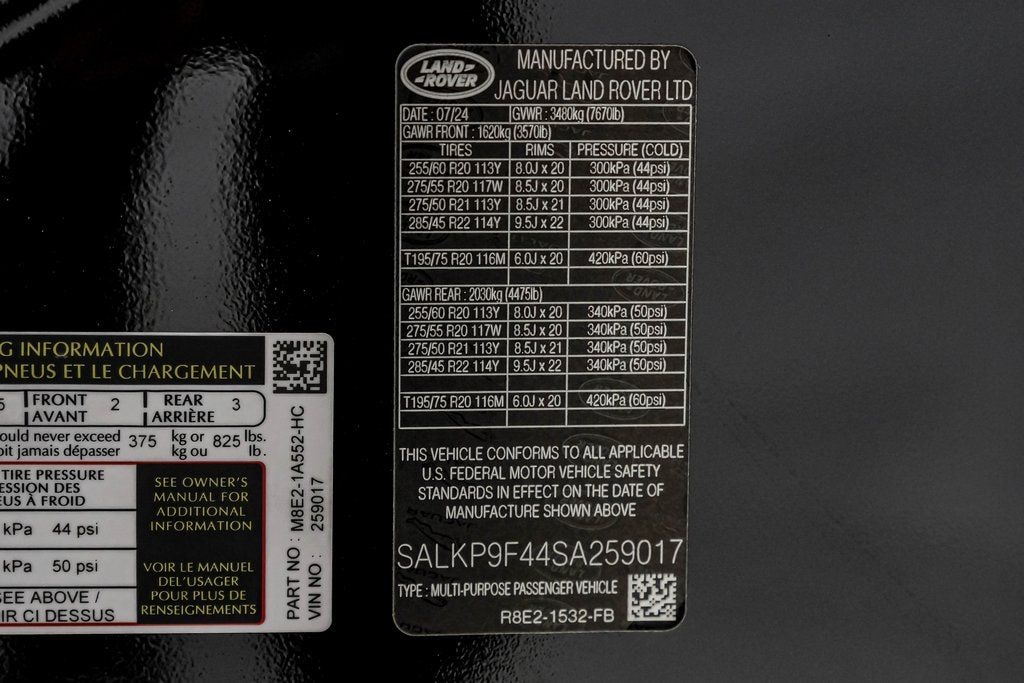 LAND-
-ROVER
MANUFACTURED BY
JAGUAR LAND ROVER LTD
DATE : 07/24 GVWR : 3480kg (7670lb)
GAWR FRONT : 1620kg (3570lb)
TIRES RIMS PRESSURE (COLD)
255/60 R20 113Y 8.0J x 20 300kPa (44psi)
275/55 R20 117W 8.5J x 20 300kPa (44psi)
275/50 R21 113Y 8.5J x 21 300kPa (44psi)
285/45 R22 114Y 9.5J x 22 300kPa (44psi)
T195/75 R20 116M 6.0J x 20 420kPa (60psi)
GAWR REAR : 2030kg (4475lb)
255/60 R20 113Y 8.0J x 20 340kPa (50psi)
275/55 R20 117W 8.5J x 20 340kPa (50psi)
275/50 R21 113Y 8.5J x 21 340kPa (50psi)
285/45 R22 114Y 9.5J x 22 340kPa (50psi)
T195/75 R20 116M 6.0J x 20 420kPa (60psi)
THIS VEHICLE CONFORMS TO ALL APPLICABLE
U.S. FEDERAL MOTOR VEHICLE SAFETY
STANDARDS IN EFFECT ON THE DATE OF
MANUFACTURE SHOWN ABOVE
SALKP9F44SA259017
TYPE : MULTI-PURPOSE PASSENGER VEHICLE
R8E2-1532-FB
G INFORMATION
PNEUS ET LE CHARGEMENT
5 FRONT 2 REAR 3
AVANT ARRIÈRE
ould never exceed 375 kg or 825 lbs.
oit jamais dépasser kg ou lb.
TIRE PRESSURE
ESSION DES
EUS À FROID
kPa 44 psi
kPa 50 psi
SEE ABOVE /
IR CI DESSUS
SEE OWNER'S
MANUAL FOR
ADDITIONAL
INFORMATION
VOIR LE MANUEL
DEL'USAGER
POUR PLUS DE
RENSEIGNEMENTS
PART NO : M8E2-1A552-HC
VIN NO : 259017